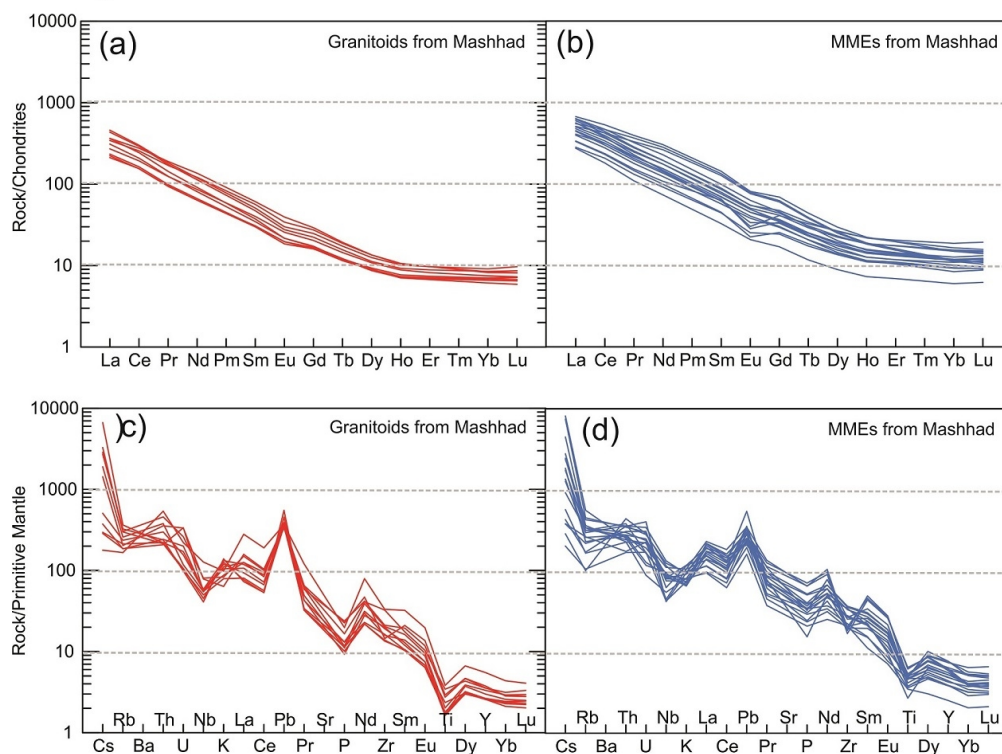 10000
1000
100
10
1
Rock/Chondrites
(a)
Granitoids from Mashhad
(b)
MMEs from Mashhad
La Ce Pr Nd Pm Sm Eu Gd Tb Dy Ho Er Tm Yb Lu
La Ce Pr Nd Pm Sm Eu Gd Tb Dy Ho Er Tm Yb Lu
10000
1000
100
10
1
Rock/Primitive Mantle
)c)
Granitoids from Mashhad
(d)
MMEs from Mashhad
Rb Th Nb La Pb Sr Nd Sm Ti Y Lu
Cs Ba U K Ce Pr P Zr Eu Dy Yb
Rb Th Nb La Pb Sr Nd Sm Ti Y Lu
Cs Ba U K Ce Pr P Zr Eu Dy Yb